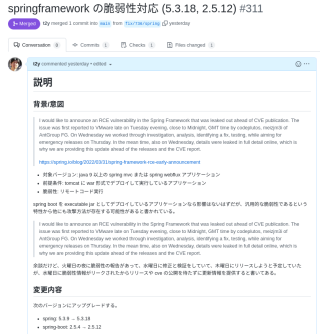 springframework の脆弱性対応 (5.3.18, 2.5.12) #311
Merged t2y merged 1 commit into main from fix/tm/spring yesterday
Conversation 0 Commits 1 Checks 1 Files changed 1
t2y commented yesterday • edited
説明
背景/意図
I would like to announce an RCE vulnerability in the Spring Framework that was leaked out ahead of CVE publication. The
issue was first reported to VMware late on Tuesday evening, close to Midnight, GMT time by codeplutos, meizjm3i of
AntGroup FG. On Wednesday we worked through investigation, analysis, identifying a fix, testing, while aiming for
emergency releases on Thursday. In the mean time, also on Wednesday, details were leaked in full detail online, which is
why we are providing this update ahead of the releases and the CVE report.
https://spring.io/blog/2022/03/31/spring-framework-rce-early-announcement
対象バージョン: java 9 以上の spring mvc または spring webflux アプリケーション
前提条件: tomcat に war 形式でデプロイして実行しているアプリケーション
脆弱性: リモートコード実行
spring boot を executable jar としてデプロイしているアプリケーションなら影響はないはずだが、汎用的な脆弱性であるという
特性から他にも攻撃方法が存在する可能性があると書かれている。
I would like to announce an RCE vulnerability in the Spring Framework that was leaked out ahead of CVE publication. The
issue was first reported to VMware late on Tuesday evening, close to Midnight, GMT time by codeplutos, meizjm3i of
AntGroup FG. On Wednesday we worked through investigation, analysis, identifying a fix, testing, while aiming for
emergency releases on Thursday. In the mean time, also on Wednesday, details were leaked in full detail online, which is
why we are providing this update ahead of the releases and the CVE report.
余談だけど、火曜日の夜に脆弱性の報告があって、水曜日に修正と検証をしていて、木曜日にリリースしようと予定していた
が、水曜日に脆弱性情報がリークされたからリリースや cve の公開を待たずに更新情報を提供すると書いてある。
変更内容
次のバージョンにアップグレードする。
spring: 5.3.9 → 5.3.18
spring-boot: 2.5.4 → 2.5.12